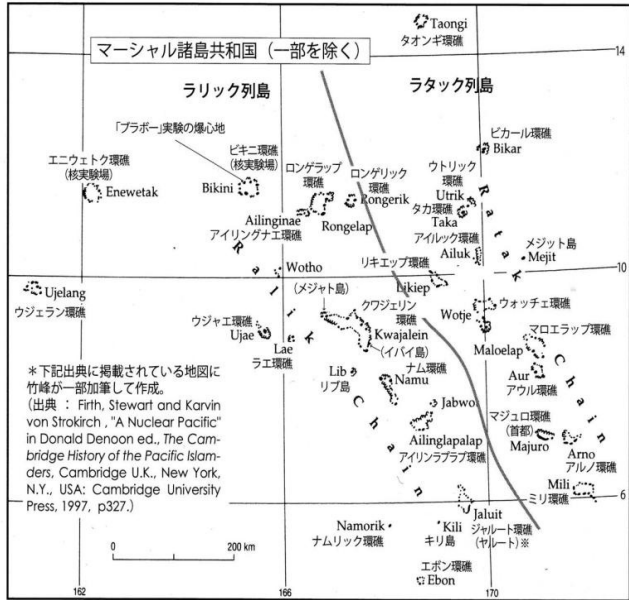 Taongi
タオンギ環礁
14
マーシャル諸島共和国（一部を除く）
ラリック列島
ラタック列島
「ブラボー」実験の爆心地
ビキニ環礁
(核実験場)
Bikini
エニウェトク環礁
(核実験場)
Enewetak
ロンゲラップ
環礁
Rongelap
ロンゲリック
環礁
Rongerik
Ailinginae
アイリングナエ環礁
ビカール環礁
Bikar
ウトリック
環礁
Utrik
タカ環礁
Taka
アイルック環礁
Ailuk
メジット島
Mejit
Ratak
Chain
Ralik
Chain
10
Wotho
リキエップ環礁
Likiep
Ujelang
ウジェラン環礁
(メジャト島)
クワジェリン
環礁
Kwajalein
(イバイ島)
ウォッチェ環礁
Wotje
マロエラップ環礁
Maloelap
ウジャエ環礁
Ujae
Lae
ラエ環礁
Lib
リブ島
ナム環礁
Namu
Aur
アウル環礁
Jabwot
Ailinglapalap
アイリンラプラプ環礁
マジュロ環礁
(首都)
Majuro
Arno
アルノ環礁
Mili
ミリ環礁
6
Jaluit
ジャルート環礁
(ヤルート)※
Namorik
ナムリック環礁
Kili
キリ島
エボン環礁
Ebon
＊下記出典に掲載されている地図に
竹峰が一部加筆して作成。
(出典 ： Firth, Stewart and Karvin
von Strokirch , "A Nuclear Pacific"
in Donald Denoon ed., The Cam-
bridge History of the Pacific Islam-
ders, Cambridge U.K., New York,
N.Y., USA: Cambridge University
Press, 1997, p327.)
0 200 km
162 166 170